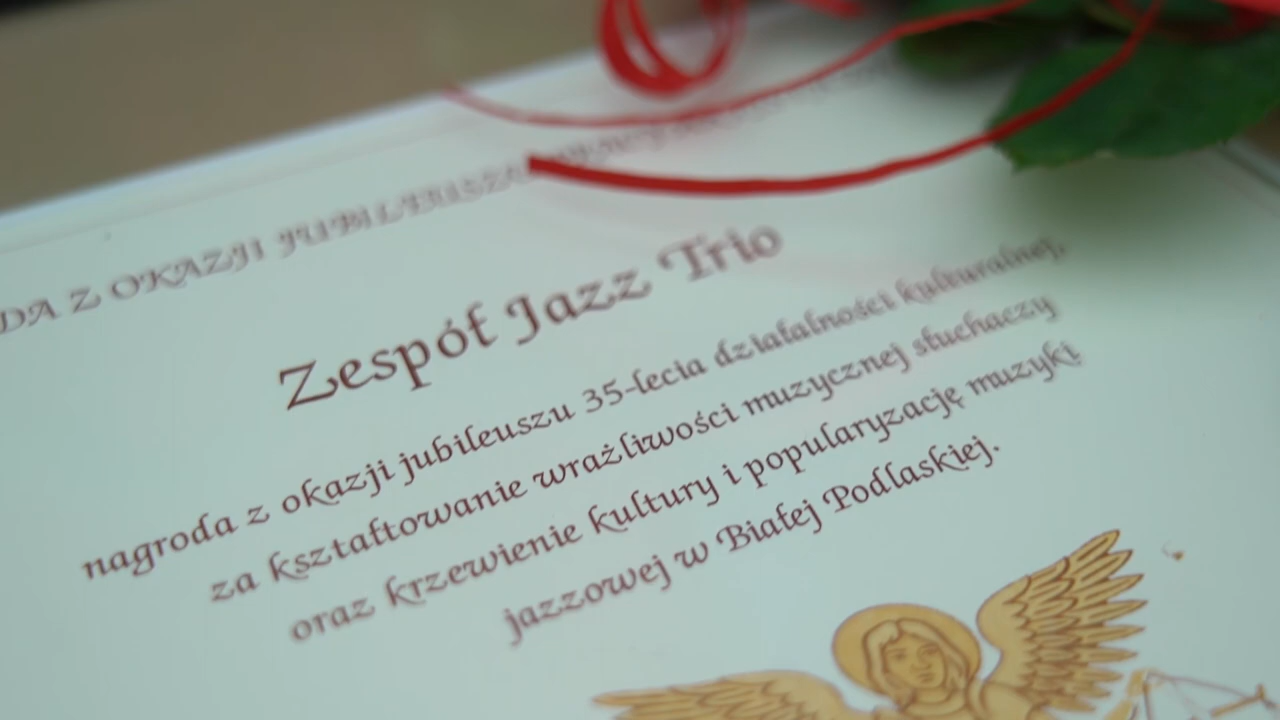 DA Z OKAZJI JUBILEUSZU
Zespół Jazz Trio
nagroda z okazji jubileuszu 35-lecia działalności kulturalnej,
za kształtowanie wrażliwości muzycznej słuchaczy
oraz krzewienie kultury i popularyzację muzyki
jazzowej w Białej Podlaskiej.